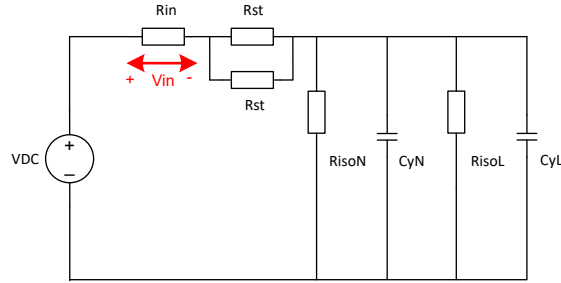 Rin
Rst
+ Vin -
Rst
VDC
+
−
RisoN
CyN
RisoL
CyL